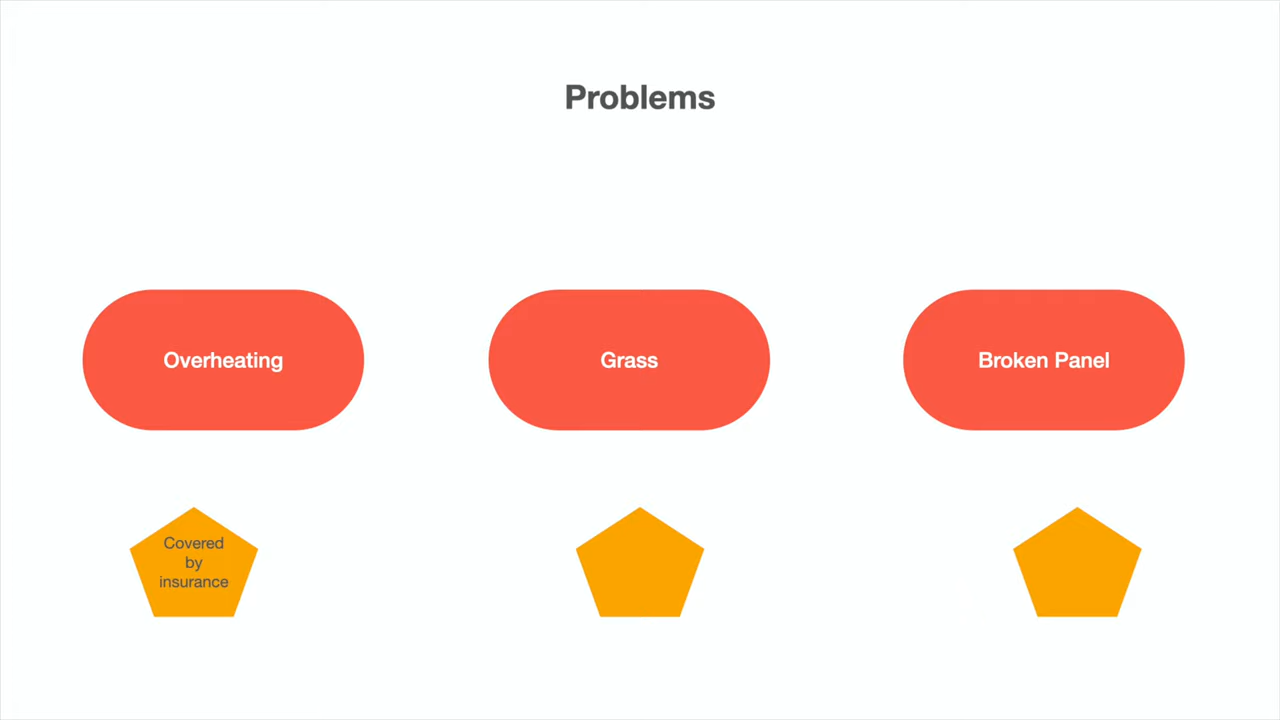 Problems
Overheating
Grass
Broken Panel
Covered
by
insurance